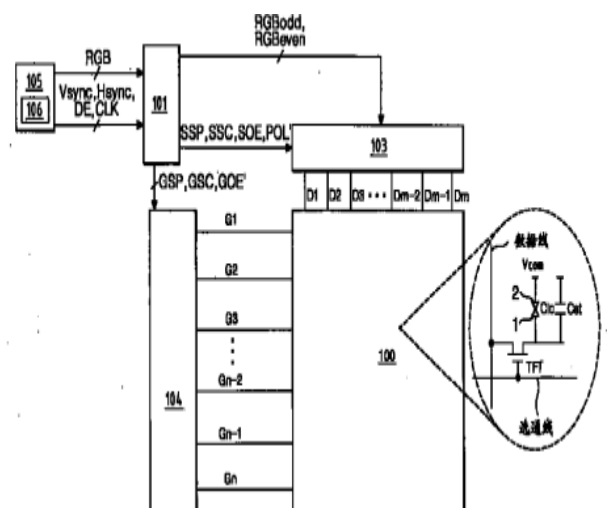 RGBodd,
RGBeven
RGB
105
106
Vsync,Hsync,
DE,CLK
101
SSP,SSC,SOE,POL'
103
GSP,GSC,'GOE'
D1 D2 D3 ··· Dm-2 Dm-1 Dm
G1
G2
G3
Gn-2
Gn-1
Gn
104
100
数据线
Vcom
2
Clc
Cst
1
TFT
选通线